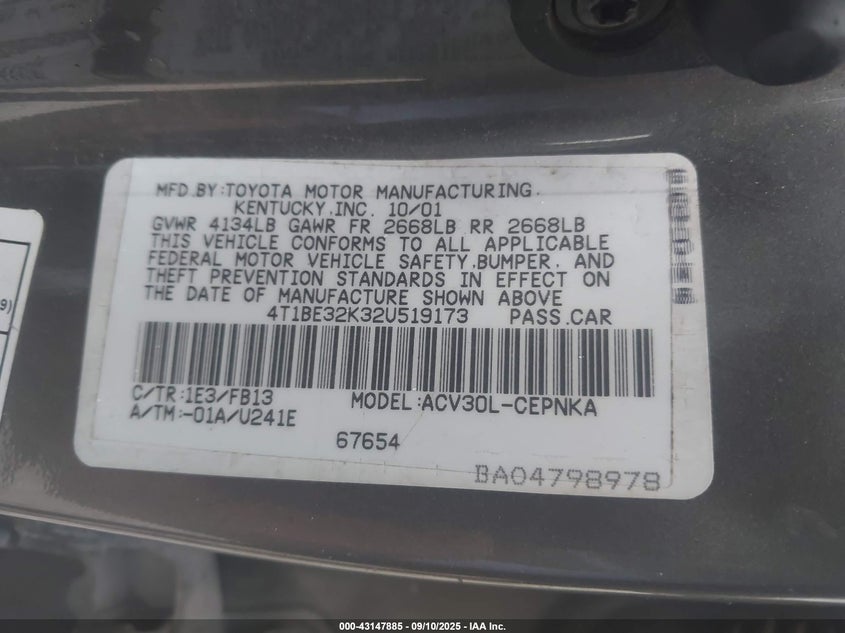 MFD.BY:TOYOTA MOTOR MANUFACTURING.
KENTUCKY,INC. 10/01
GVWR 4134LB GAWR FR 2668LB RR 2668LB
THIS VEHICLE CONFORMS TO ALL APPLICABLE
FEDERAL MOTOR VEHICLE SAFETY,BUMPER, AND
THEFT PREVENTION STANDARDS IN EFFECT ON
THE DATE OF MANUFACTURE SHOWN ABOVE
4T1BE32K32U519173 PASS.CAR
C/TR:1E3/FB13 MODEL:ACV30L-CEPNKA
A/TM:-01A/U241E
67654
BA04798978
9)
000-43147885 - 09/10/2025 - IAA Inc.